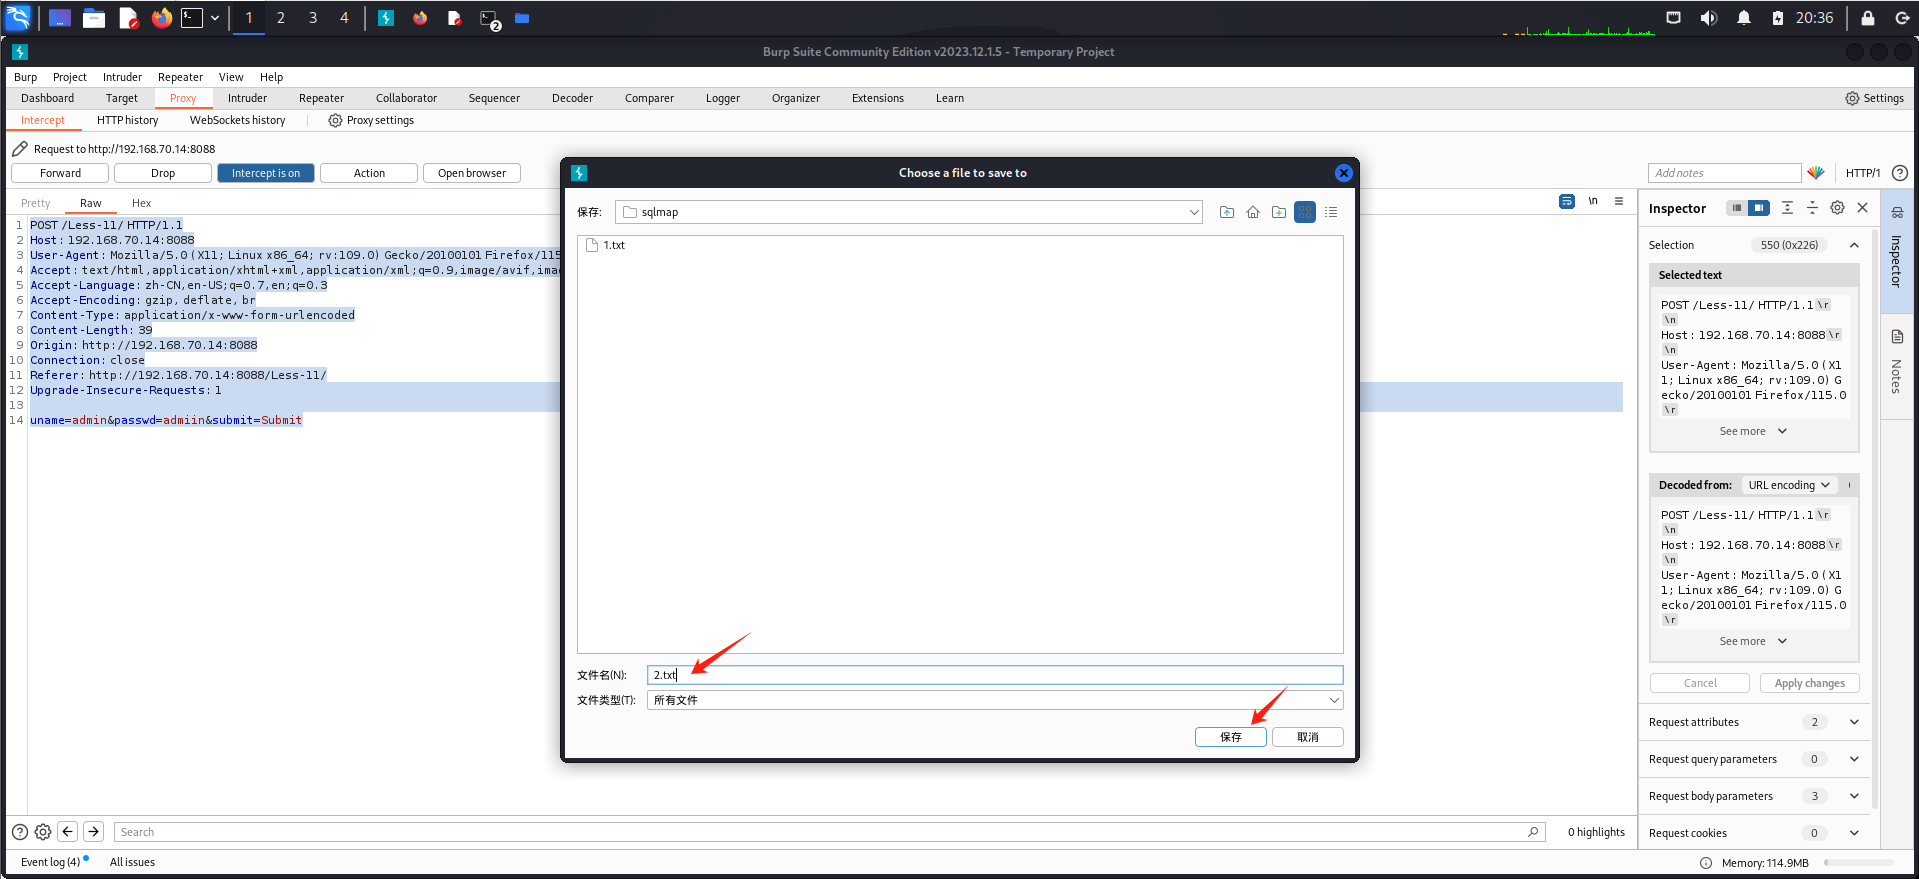 1 2 3 4
2
20:36
Burp Suite Community Edition v2023.12.1.5 - Temporary Project
Burp Project Intruder Repeater View Help
Dashboard Target Proxy Intruder Repeater Collaborator Sequencer Decoder Comparer Logger Organizer Extensions Learn Settings
Intercept HTTP history WebSockets history Proxy settings
Request to http://192.168.70.14:8088
Forward Drop Intercept is on Action Open browser Add notes HTTP/1
Pretty Raw Hex \n
1 POST /Less-11/ HTTP/1.1
2 Host: 192.168.70.14:8088
3 User-Agent: Mozilla/5.0 (X11; Linux x86_64; rv:109.0) Gecko/20100101 Firefox/115
4 Accept: text/html,application/xhtml+xml,application/xml;q=0.9,image/avif,imag
5 Accept-Language: zh-CN,en-US;q=0.7,en;q=0.3
6 Accept-Encoding: gzip, deflate, br
7 Content-Type: application/x-www-form-urlencoded
8 Content-Length: 39
9 Origin: http://192.168.70.14:8088
10 Connection: close
11 Referer: http://192.168.70.14:8088/Less-11/
12 Upgrade-Insecure-Requests: 1
13
14 uname=admin&passwd=admiin&submit=Submit
Choose a file to save to
保存: sqlmap
1.txt
文件名(N): 2.txt
文件类型(T): 所有文件
保存 取消
Inspector
Selection 550 (0x226)
Selected text
POST /Less-11/ HTTP/1.1 \r
\n
Host: 192.168.70.14:8088 \r
\n
User-Agent: Mozilla/5.0 (X1
1; Linux x86_64; rv:109.0) G
ecko/20100101 Firefox/115.0
\r
See more
Decoded from: URL encoding
POST /Less-11/ HTTP/1.1 \r
\n
Host: 192.168.70.14:8088 \r
\n
User-Agent: Mozilla/5.0 (X1
1; Linux x86_64; rv:109.0) G
ecko/20100101 Firefox/115.0
\r
See more
Cancel Apply changes
Request attributes 2
Request query parameters 0
Request body parameters 3
Request cookies 0
Inspector
Notes
Search 0 highlights
Event log (4) All issues Memory: 114.9MB